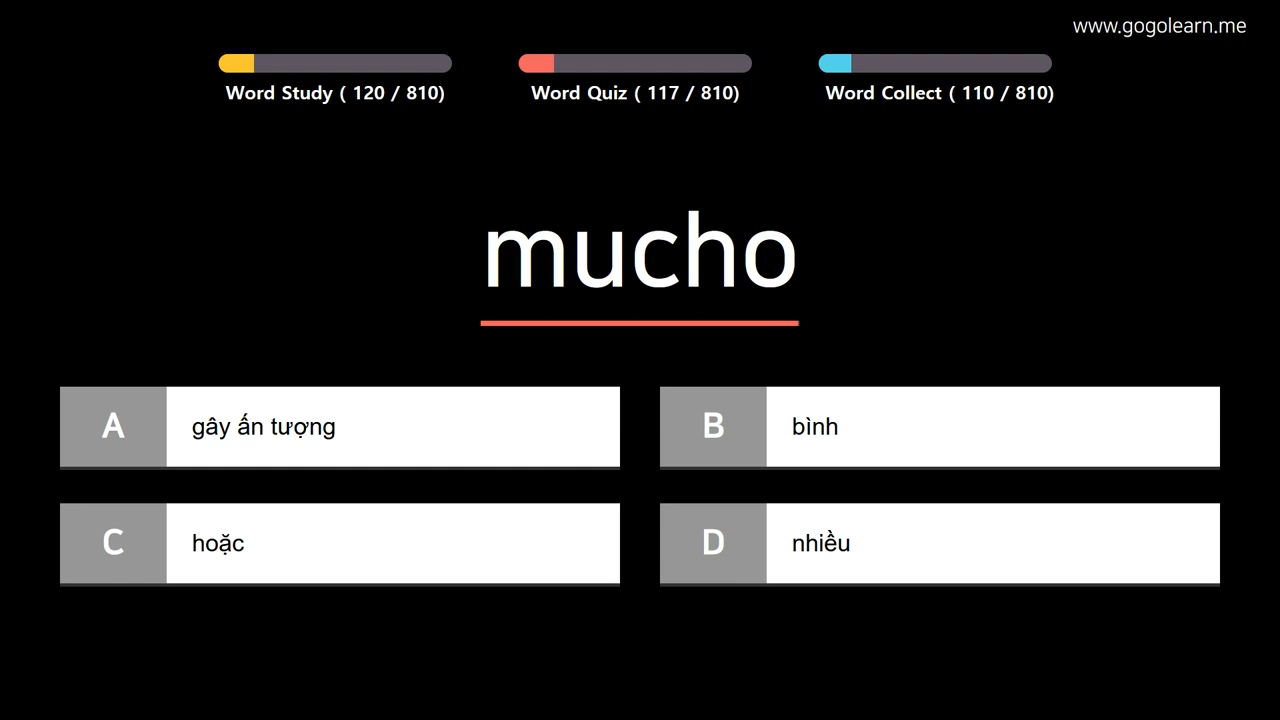 www.gogolearn.me
Word Study ( 120 / 810)
Word Quiz ( 117 / 810)
Word Collect ( 110 / 810)
mucho
A gây ấn tượng
B bình
C hoặc
D nhiều